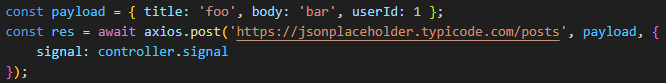 const payload = { title: 'foo', body: 'bar', userId: 1 };
const res = await axios.post('https://jsonplaceholder.typicode.com/posts', payload, {
    signal: controller.signal
});